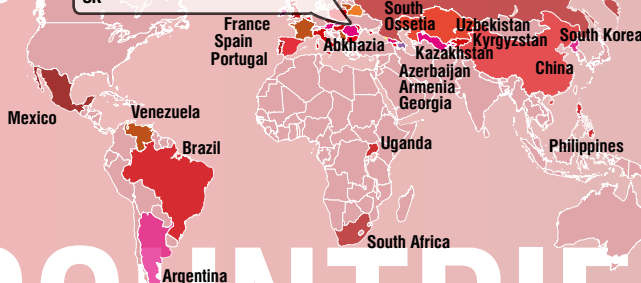 UK
France
Spain
Portugal
South
Ossetia
Abkhazia
Uzbekistan
Kyrgyzstan
Kazakhstan
South Korea
China
Azerbaijan
Armenia
Georgia
Mexico
Venezuela
Brazil
Uganda
Philippines
South Africa
Argentina
OUNTRIE